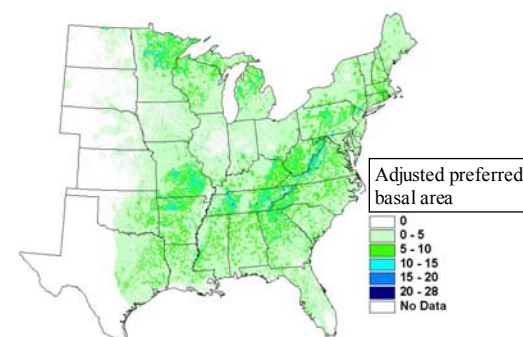 Adjusted preferred
basal area
0
0 - 5
5 - 10
10 - 15
15 - 20
20 - 28
No Data